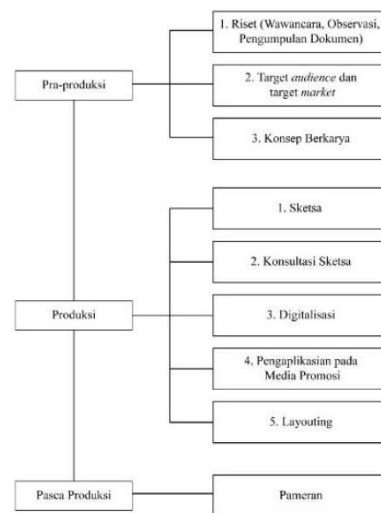 1. Riset (Wawancara, Observasi,
Pengumpulan Dokumen)
Pra-produksi
2. Target audience dan
target market
3. Konsep Berkarya
1. Sketsa
2. Konsultasi Sketsa
Produksi
3. Digitalisasi
4. Pengaplikasian pada
Media Promosi
5. Layouting
Pasca Produksi
Pameran